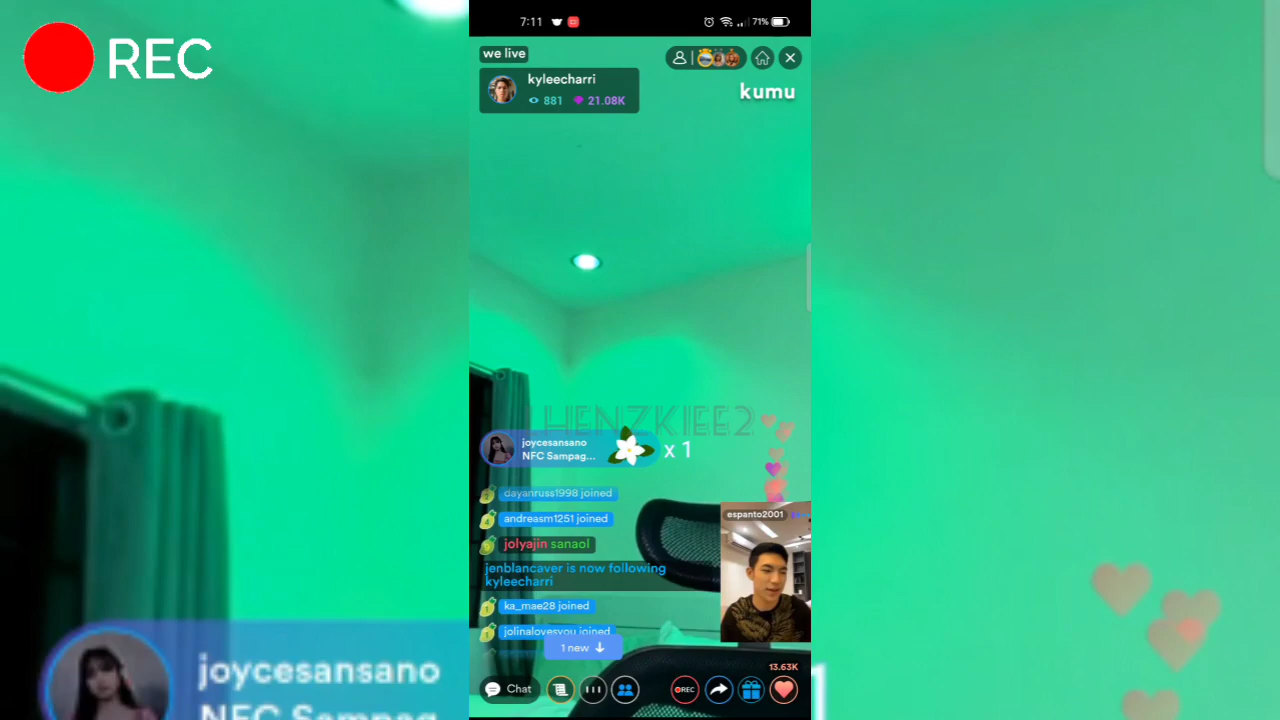 REC
7:11
71%
we live
kyleecharri
881 21.08K
kumu
LHENZKIEE2
joycesansano
NFC Sampag...
x 1
dayanruss1998 joined
andreasm1251 joined
jolyajin sanaol
jenblancaver is now following
kyleecharri
ka_mae28 joined
jolinalovesyou joined
1 new
espanto2001
13.63K
Chat
REC
joycesansano
NFC Sampag